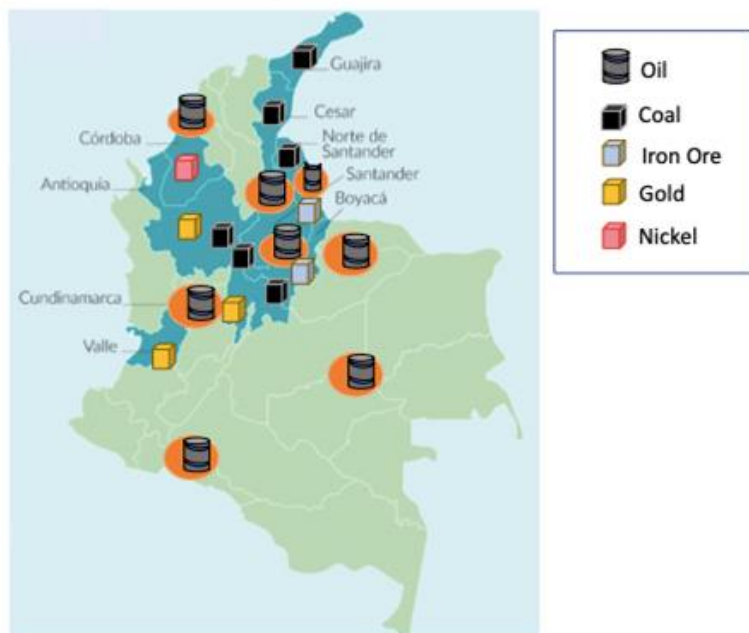 Guajira
Cesar
Norte de
Santander
Córdoba
Antioquia
Santander
Boyacá
Cundinamarca
Valle
Oil
Coal
Iron Ore
Gold
Nickel